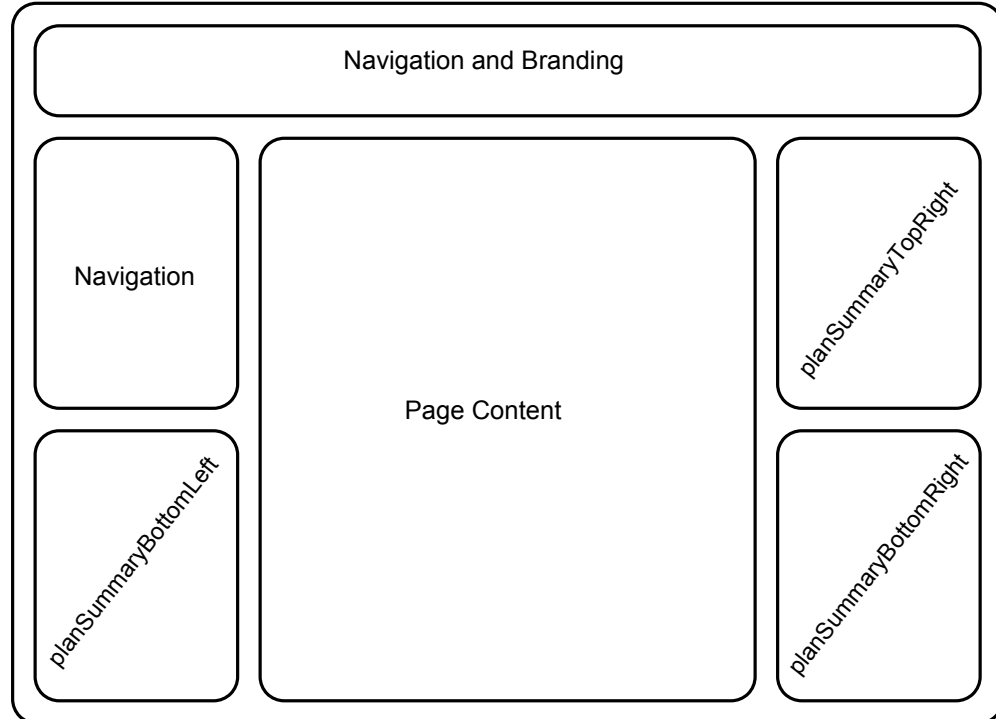 Navigation and Branding
Navigation
Page Content
planSummaryTopRight
planSummaryBottomLeft
planSummaryBottomRight